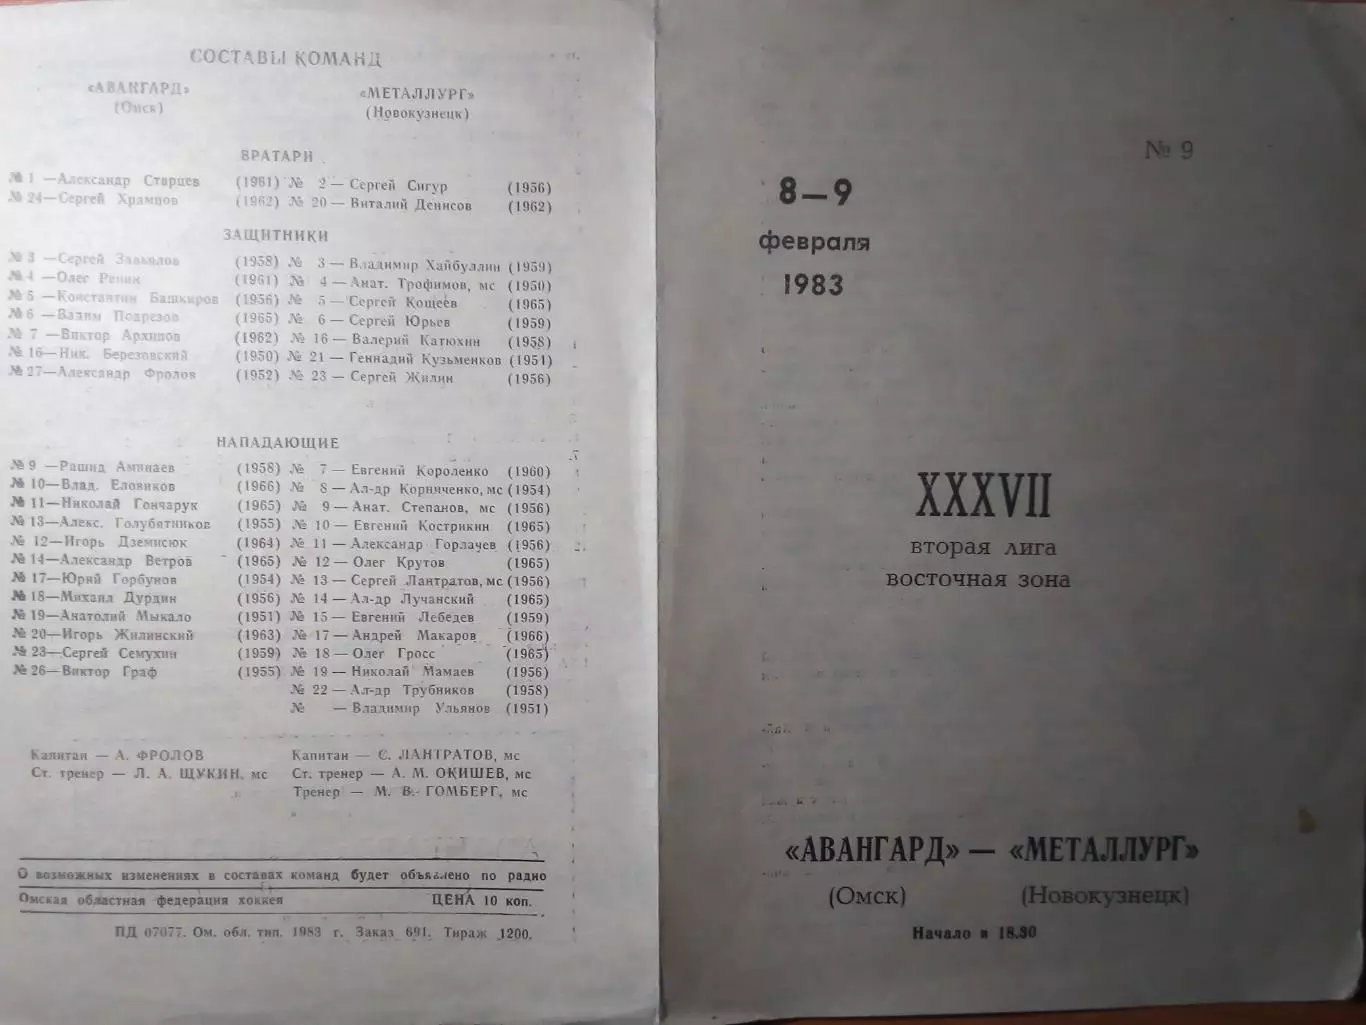 СОСТАВЫ КОМАНД
«АВАНГАРД» «МЕТАЛЛУРГ»
(Омск) (Новокузнецк)
ВРАТАРИ
№ 1 —Александр Старцев (1961) № 2 — Сергей Сигур (1956)
№ 24—Сергей Храмцов (1962) № 20 — Виталий Денисов (1962)
ЗАЩИТНИКИ
№ 3 —Сергей Завьялов (1958) № 3 — Владимир Хайбуллин (1959)
№ 4 —Олег Репин (1961) № 4 — Анат. Трофимов, мс (1950)
№ 5 —Константин Башкиров (1956) № 5 — Сергей Кощеев (1965)
№ 6 —Вадим Подрезов (1965) № 6 — Сергей Юрьев (1959)
№ 7 —Виктор Архипов (1962) № 16 — Валерий Катюхин (1958)
№ 16—Ник. Березовский (1950) № 21 — Геннадий Кузьменков (1951)
№ 27—Александр Фролов (1952) № 23 — Сергей Жилин (1956)
НАПАДАЮЩИЕ
№ 9 —Рашид Аминаев (1958) № 7 — Евгений Короленко (1960)
№ 10—Влад. Еловиков (1966) № 8 — Ал-др Корниченко, мс (1954)
№ 11—Николай Гончарук (1965) № 9 — Анат. Степанов, мс (1956)
№ 13—Алекс. Голубятников (1955) № 10 — Евгений Кострикин (1965)
№ 12—Игорь Дземисюк (1964) № 11 — Александр Горлачев (1956)
№ 14—Александр Ветров (1965) № 12 — Олег Крутов (1965)
№ 17—Юрий Горбунов (1954) № 13 — Сергей Лантратов, мс (1956)
№ 18—Михаил Дурдин (1956) № 14 — Ал-др Лучанский (1965)
№ 19—Анатолий Мыкало (1951) № 15 — Евгений Лебедев (1959)
№ 20—Игорь Жилинский (1963) № 17 — Андрей Макаров (1966)
№ 23—Сергей Семухин (1959) № 18 — Олег Гросс (1965)
№ 26—Виктор Граф (1955) № 19 — Николай Мамаев (1956)
№ 22 — Ал-др Трубников (1958)
№ — Владимир Ульянов (1951)
Капитан — А. ФРОЛОВ Капитан — С. ЛАНТРАТОВ, мс
Ст. тренер — Л. А. ЩУКИН, мс Ст. тренер — А. М. ОКИШЕВ, мс
Тренер — М. В. ГОМБЕРГ, мс
О возможных изменениях в составах команд будет объявлено по радио
Омская областная федерация хоккея ЦЕНА 10 коп.
ПД 07077. Ом. обл. тип. 1983 г. Заказ 691. Тираж 1200.
№ 9
8—9
февраля
1983
XXXVII
вторая лига
восточная зона
«АВАНГАРД» — «МЕТАЛЛУРГ»
(Омск) (Новокузнецк)
Начало в 18.30